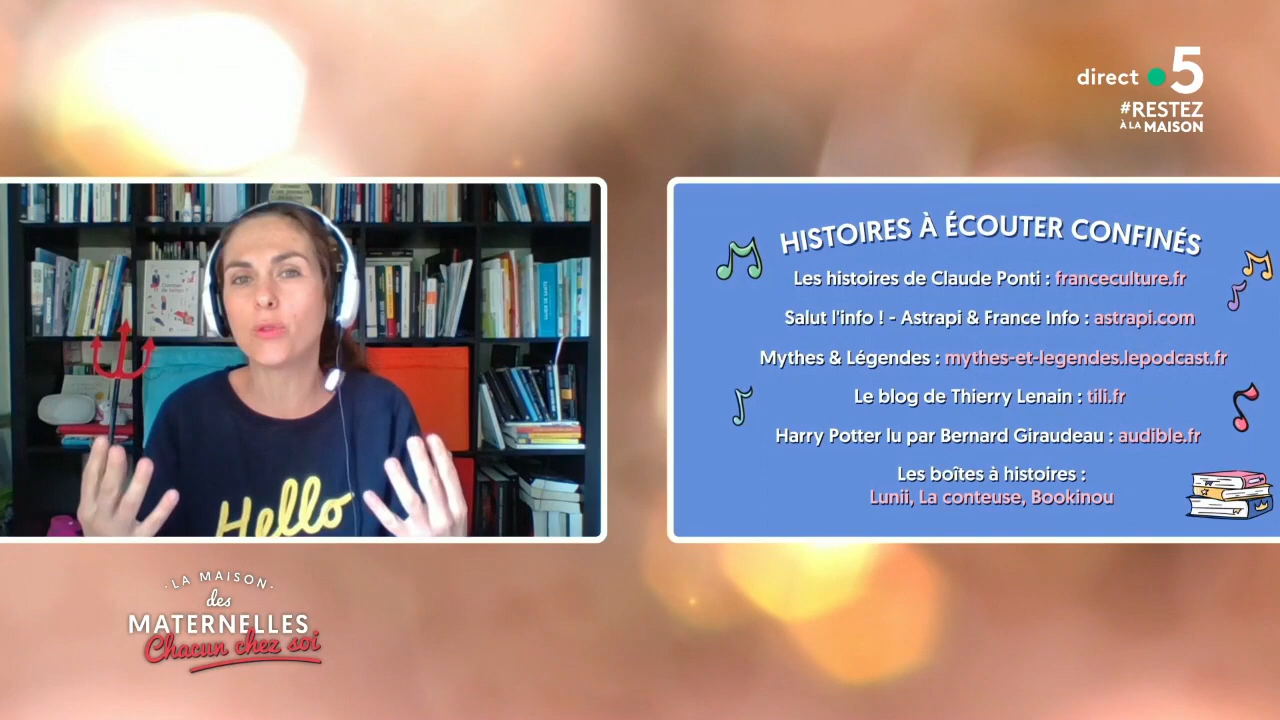 direct 5
#RESTEZ
À LA MAISON
HISTOIRES À ÉCOUTER CONFINÉS
Les histoires de Claude Ponti : franceculture.fr
Salut l'info ! - Astrapi & France Info : astrapi.com
Mythes & Légendes : mythes-et-legendes.lepodcast.fr
Le blog de Thierry Lenain : tili.fr
Harry Potter lu par Bernard Giraudeau : audible.fr
Les boîtes à histoires :
Lunii, La conteuse, Bookinou
Hello
· LA MAISON ·
des
MATERNELLES
Chacun chez soi